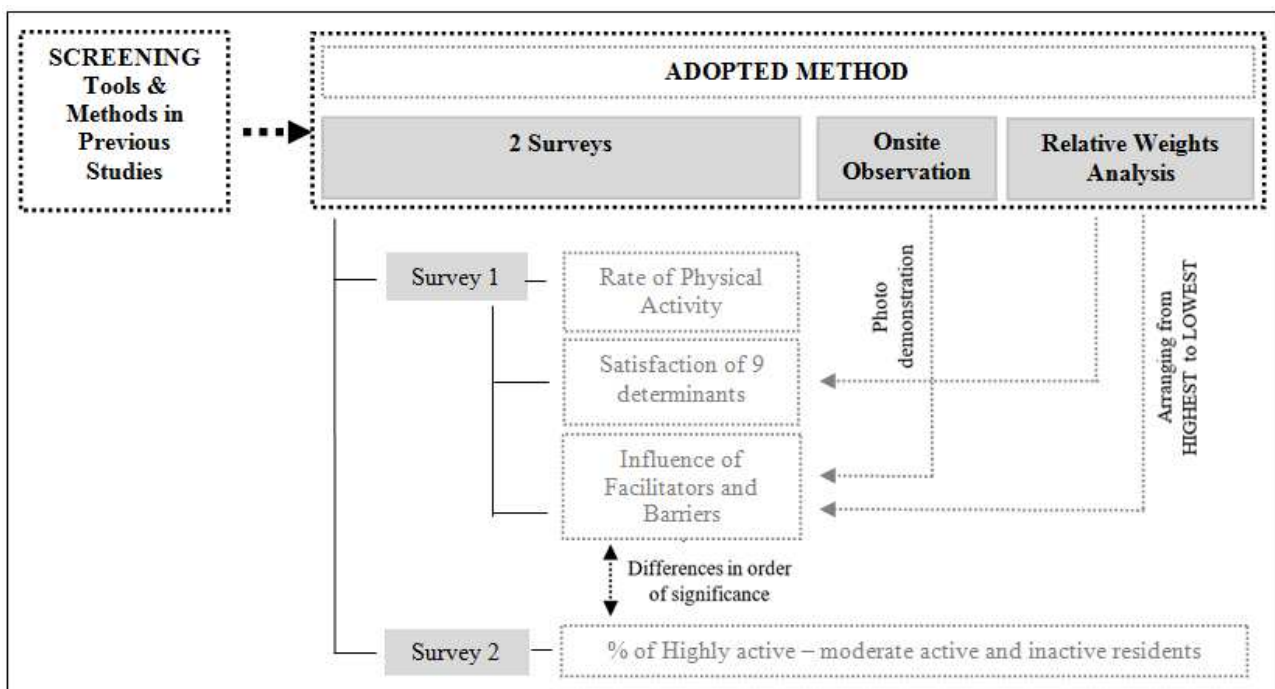 SCREENING
Tools &
Methods in
Previous
Studies
ADOPTED METHOD
2 Surveys
Onsite
Observation
Relative Weights
Analysis
Survey 1
Rate of Physical
Activity
Satisfaction of 9
determinants
Influence of
Facilitators and
Barriers
Photo
demonstration
Arranging from
HIGHEST to LOWEST
Differences in order
of significance
Survey 2
% of Highly active – moderate active and inactive residents